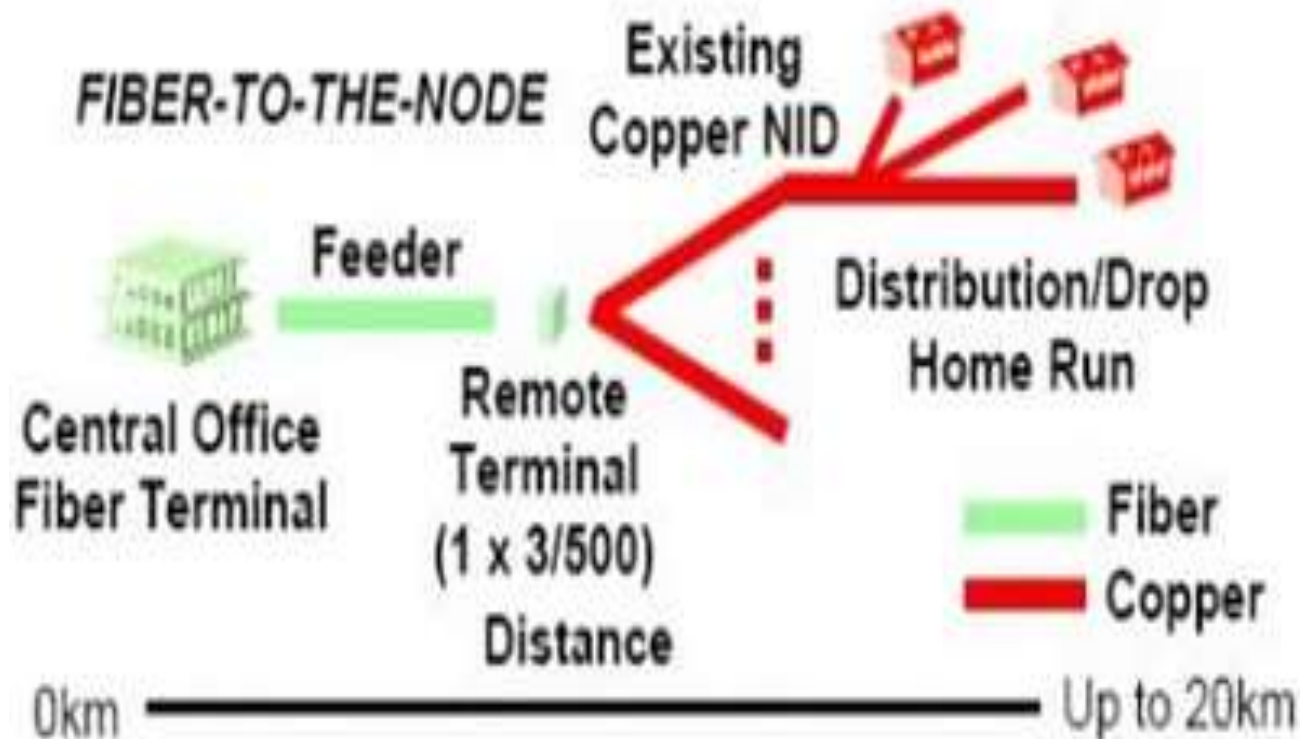 FIBER-TO-THE-NODE
Existing
Copper NID
Feeder
Central Office
Fiber Terminal
Remote
Terminal
(1 x 3/500)
Distribution/Drop
Home Run
Fiber
Copper
Distance
0km
Up to 20km